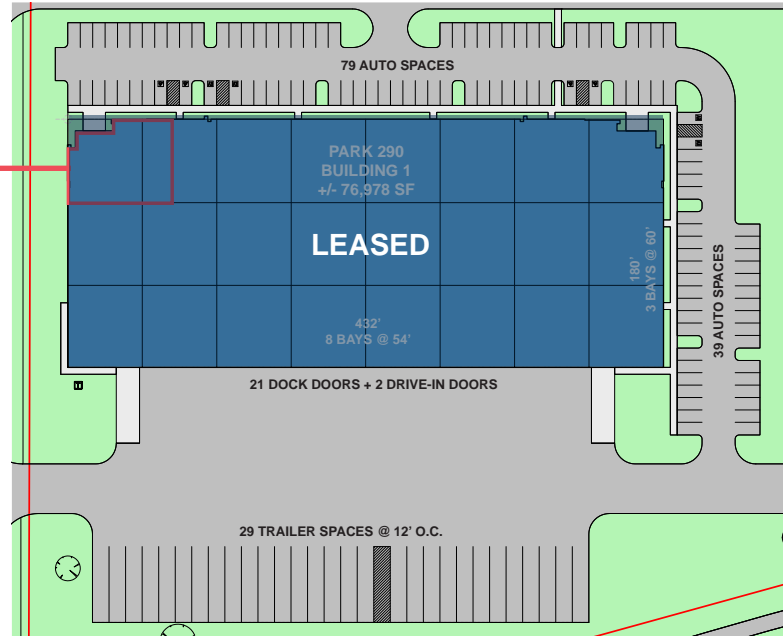 79 AUTO SPACES
PARK 290
BUILDING 1
+/- 76,978 SF
LEASED
180'
3 BAYS @ 60'
39 AUTO SPACES
432'
8 BAYS @ 54'
21 DOCK DOORS + 2 DRIVE-IN DOORS
29 TRAILER SPACES @ 12' O.C.